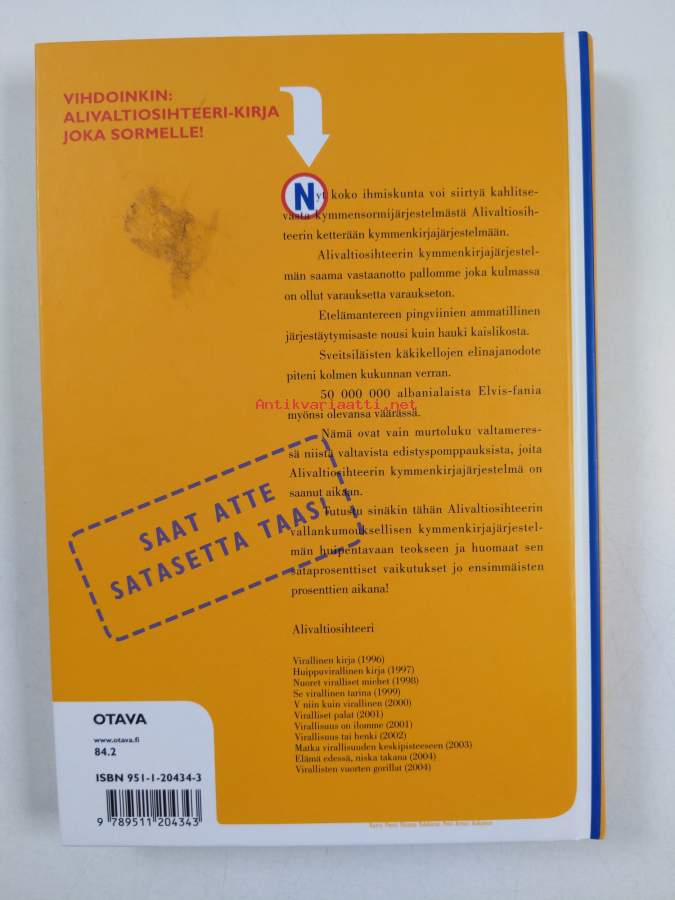 VIHDOINKIN:
ALIVALTIOSIHTEERI-KIRJA
JOKA SORMELLE!
Nyt koko ihmiskunta voi siirtyä kahlitse-
vasta kymmensormijärjestelmästä Alivaltiosih-
teerin ketterään kymmenkirjajärjestelmään.
Alivaltiosihteerin kymmenkirjajärjestel-
män saama vastaanotto pallomme joka kulmassa
on ollut varauksetta varaukseton.
Etelämantereen pingviinien ammatillinen
järjestäytymisaste nousi kuin hauki kaislikosta.
Sveitsiläisten käkikellojen elinajanodote
piteni kolmen kukunnan verran.
50 000 000 albanialaista Elvis-fania
myönsi olevansa väärässä.
Antikvariaatti.net
Nämä ovat vain murtoluku valtameres-
sä niistä valtavista edistyspomppauksista, joita
Alivaltiosihteerin kymmenkirjajärjestelmä on
saanut aikaan.
Tutustu sinäkin tähän Alivaltiosihteerin
vallankumouksellisen kymmenkirjajärjestel-
män huipentavaan teokseen ja huomaat sen
sataprosenttiset vaikutukset jo ensimmäisten
prosenttien aikana!
SAAT ATTE
SATASETTA TAAS!
Alivaltiosihteeri
Virallinen kirja (1996)
Huippuvirallinen kirja (1997)
Nuoret viralliset miehet (1998)
Se virallinen tarina (1999)
V niin kuin virallinen (2000)
Viralliset palat (2001)
Virallisuus on ilomme (2001)
Virallisuus tai henki (2002)
Matka virallisuuden keskipisteeseen (2003)
Elämä edessä, niska takana (2004)
Virallisten vuorten gorillat (2004)
OTAVA
www.otava.fi
84.2
ISBN 951-1-20434-3
9 789511 204343